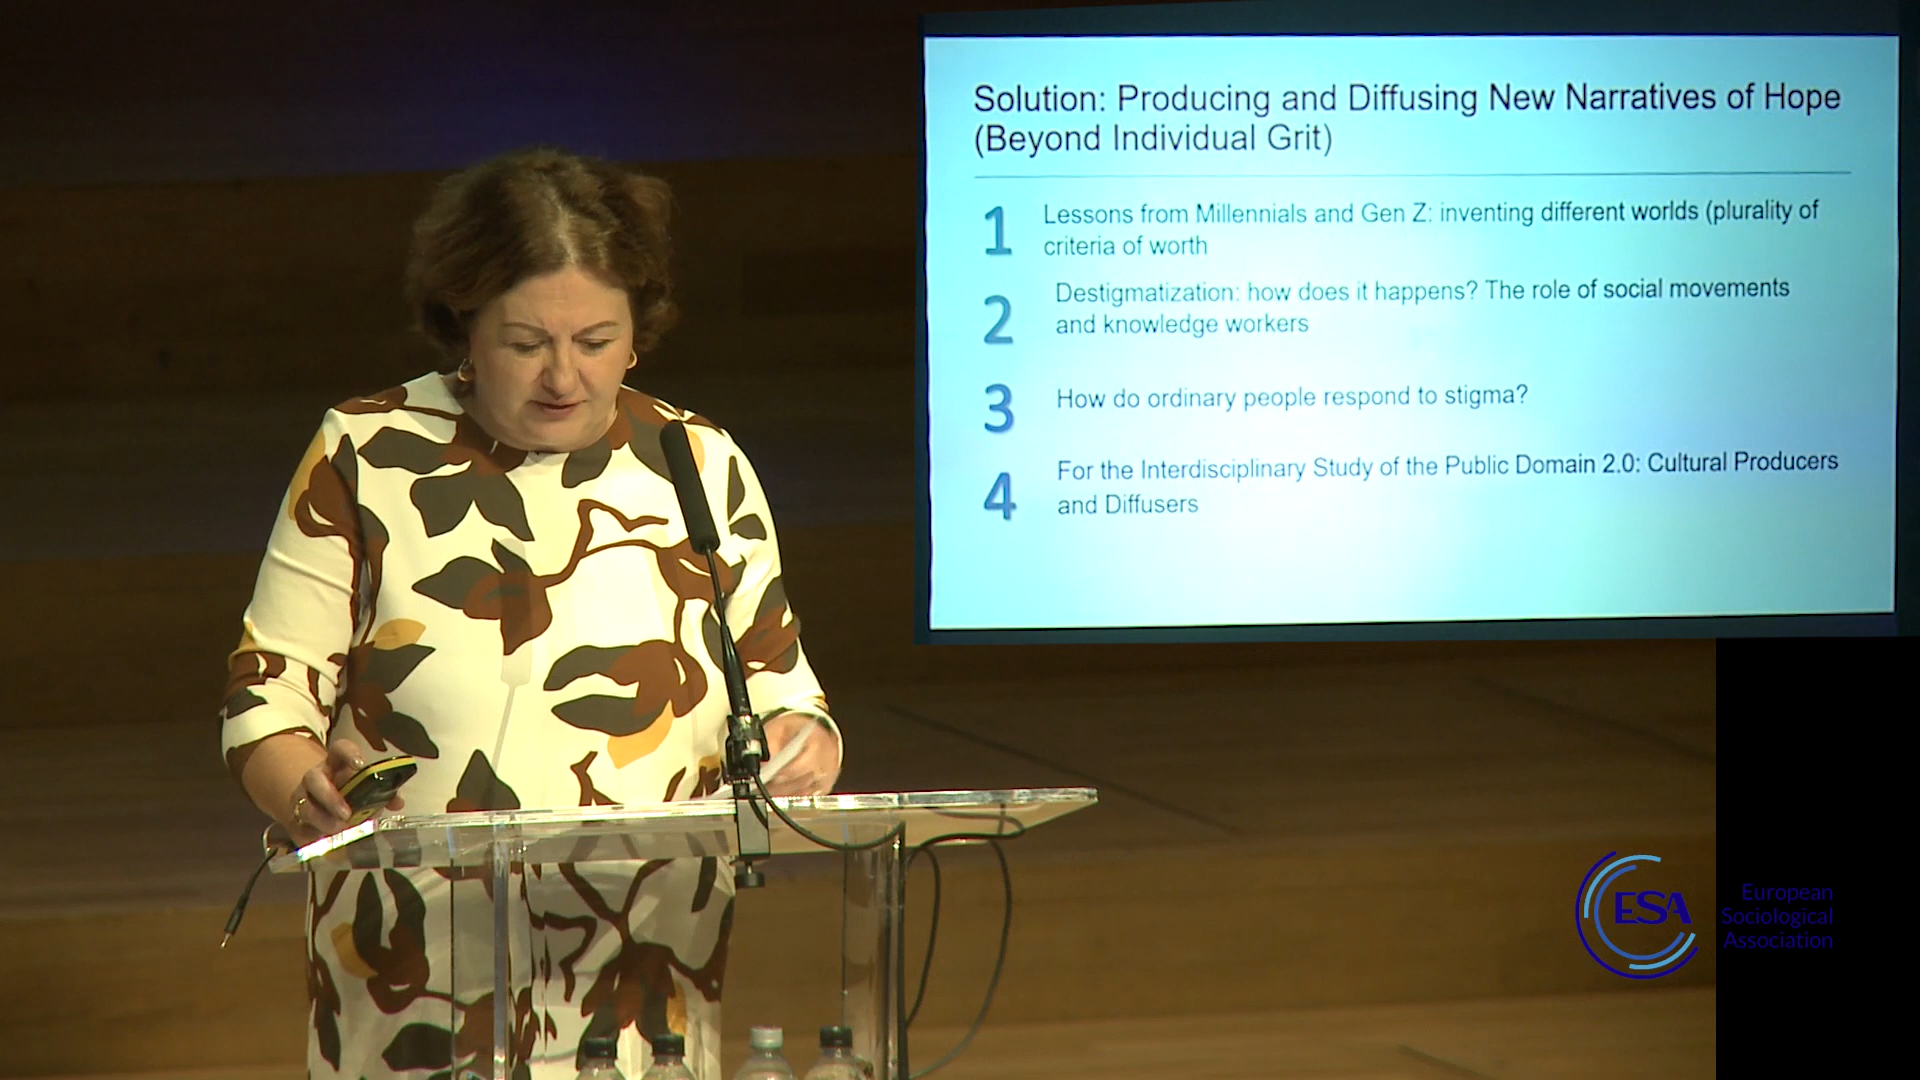 Solution: Producing and Diffusing New Narratives of Hope
(Beyond Individual Grit)
1 Lessons from Millennials and Gen Z: inventing different worlds (plurality of
criteria of worth
2 Destigmatization: how does it happens? The role of social movements
and knowledge workers
3 How do ordinary people respond to stigma?
4 For the Interdisciplinary Study of the Public Domain 2.0: Cultural Producers
and Diffusers
ESA
European
Sociological
Association